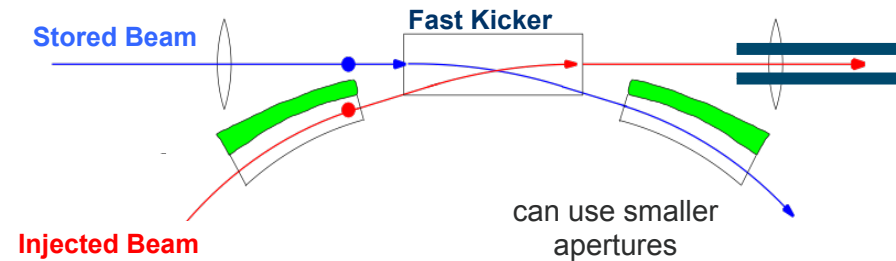 Fast Kicker
Stored Beam
can use smaller
apertures
Injected Beam